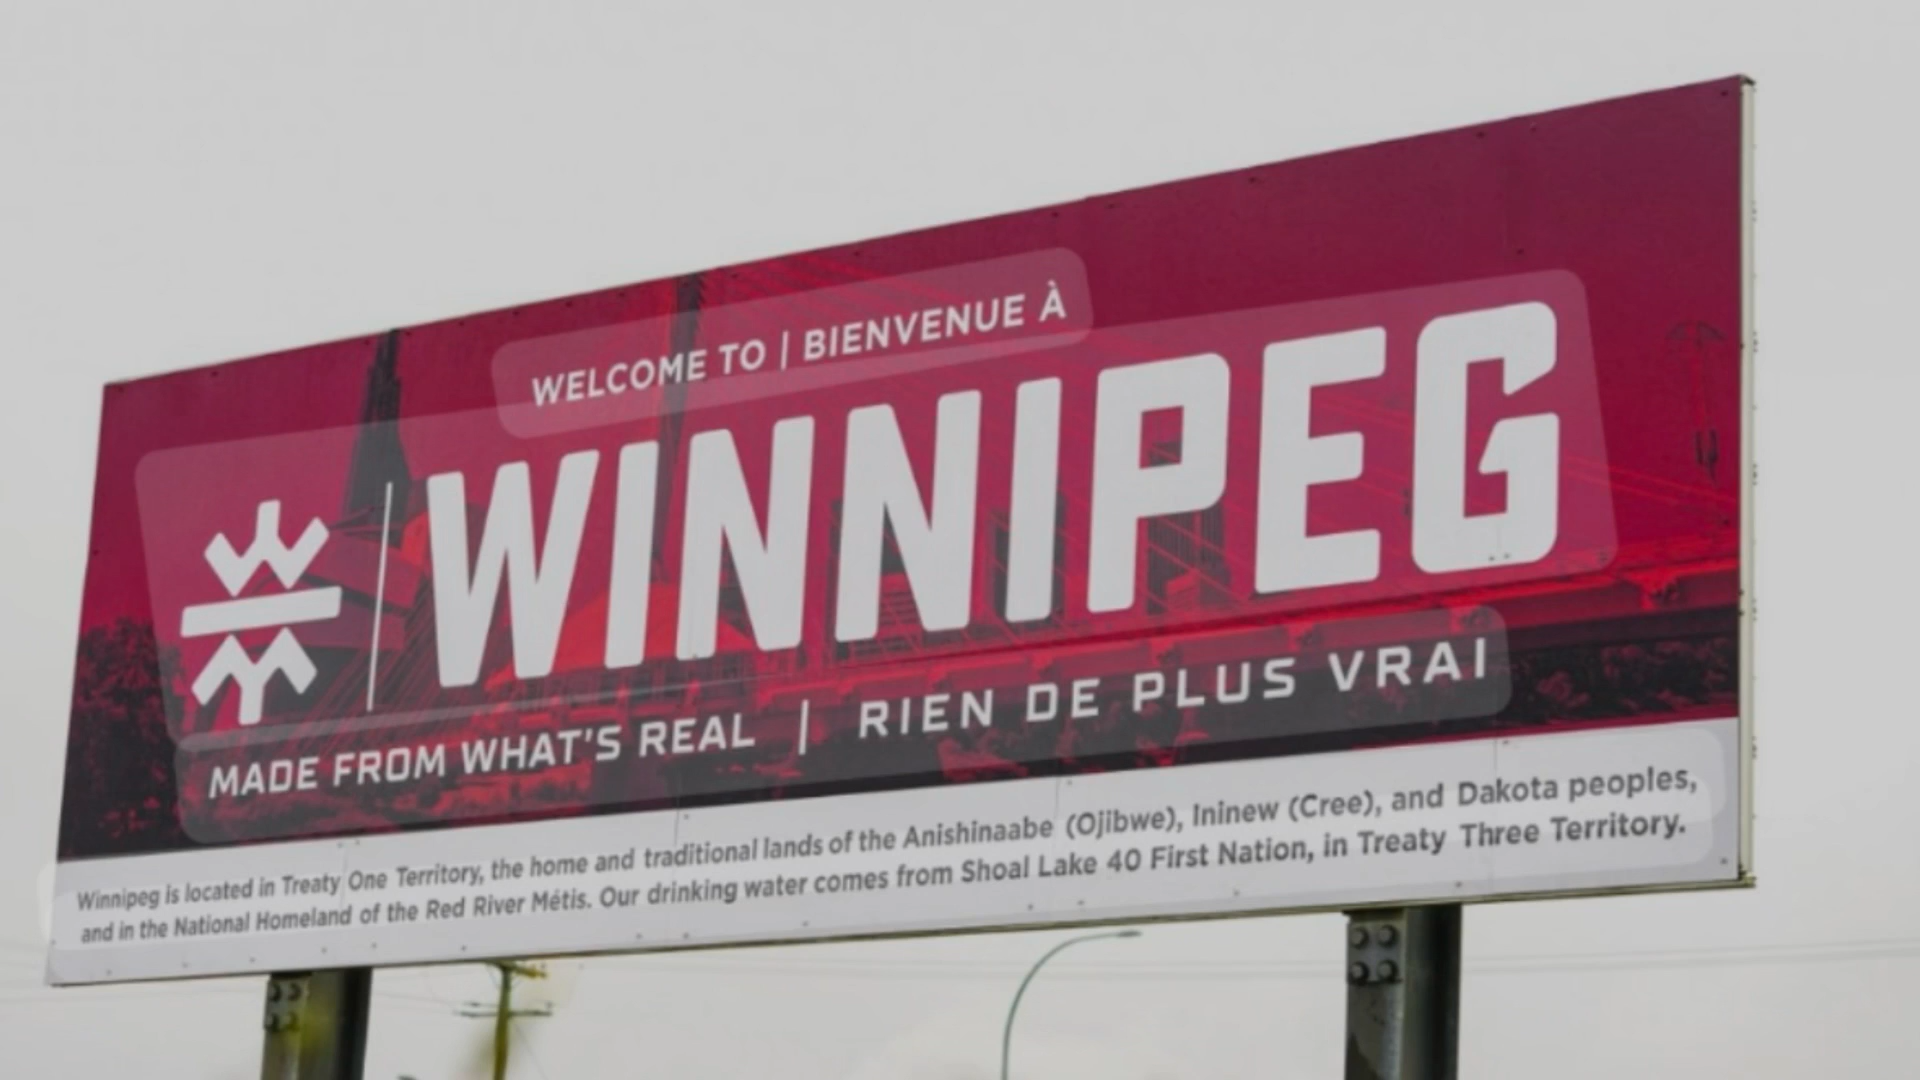 WELCOME TO | BIENVENUE À
WINNIPEG
MADE FROM WHAT'S REAL | RIEN DE PLUS VRAI
Winnipeg is located in Treaty One Territory, the home and traditional lands of the Anishinaabe (Ojibwe), Ininew (Cree), and Dakota peoples,
and in the National Homeland of the Red River Métis. Our drinking water comes from Shoal Lake 40 First Nation, in Treaty Three Territory.